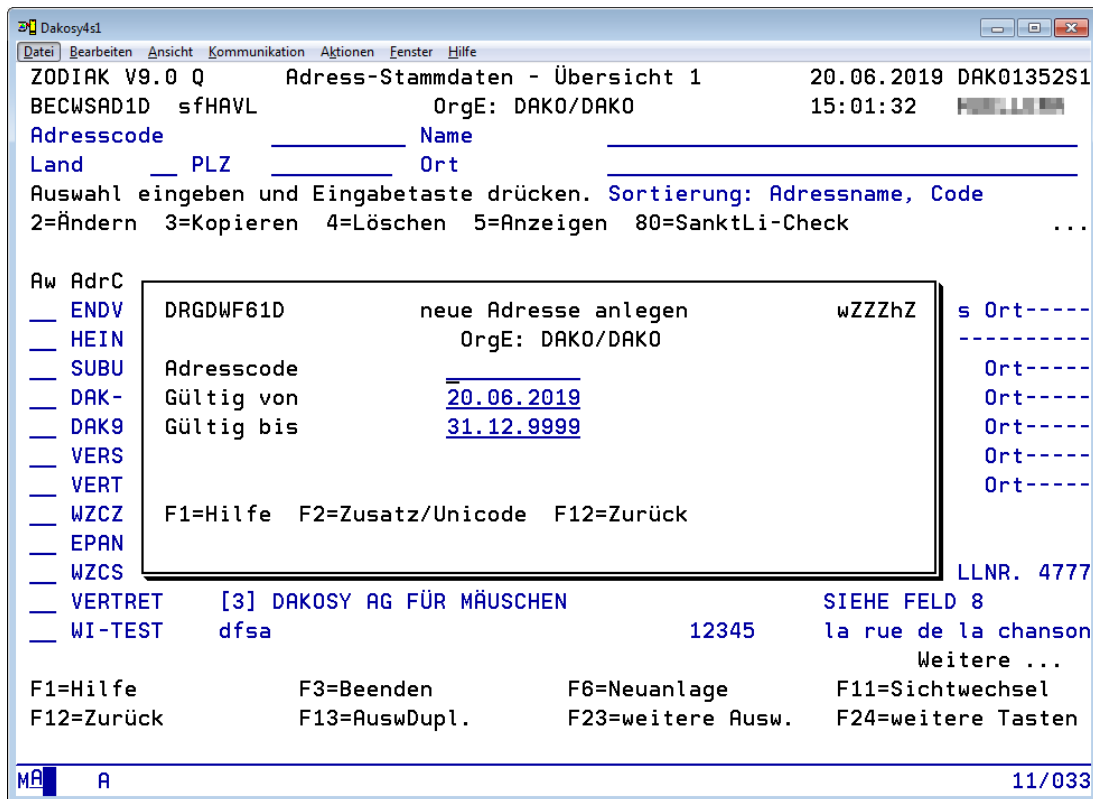 Dakosy4s1
Datei Bearbeiten Ansicht Kommunikation Aktionen Fenster Hilfe
ZODIAK V9.0 Q Adress-Stammdaten - Übersicht 1 20.06.2019 DAK01352S1
BECWSAD1D sfHAVL OrgE: DAKO/DAKO 15:01:32
Adresscode Name
Land PLZ Ort
Auswahl eingeben und Eingabetaste drücken. Sortierung: Adressname, Code
2=Ändern 3=Kopieren 4=Löschen 5=Anzeigen 80=SanktLi-Check ...
Aw AdrC
ENDV DRGDWF61D neue Adresse anlegen wZZZhZ s Ort-----
HEIN OrgE: DAKO/DAKO ----------
SUBU Adresscode Ort-----
DAK- Gültig von 20.06.2019 Ort-----
DAK9 Gültig bis 31.12.9999 Ort-----
VERS Ort-----
VERT Ort-----
WZCZ F1=Hilfe F2=Zusatz/Unicode F12=Zurück
EPAN
WZCS LLNR. 4777
VERTRET [3] DAKOSY AG FÜR MÄUSCHEN SIEHE FELD 8
WI-TEST dfsa 12345 la rue de la chanson
Weitere ...
F1=Hilfe F3=Beenden F6=Neuanlage F11=Sichtwechsel
F12=Zurück F13=AuswDupl. F23=weitere Ausw. F24=weitere Tasten
MA A 11/033